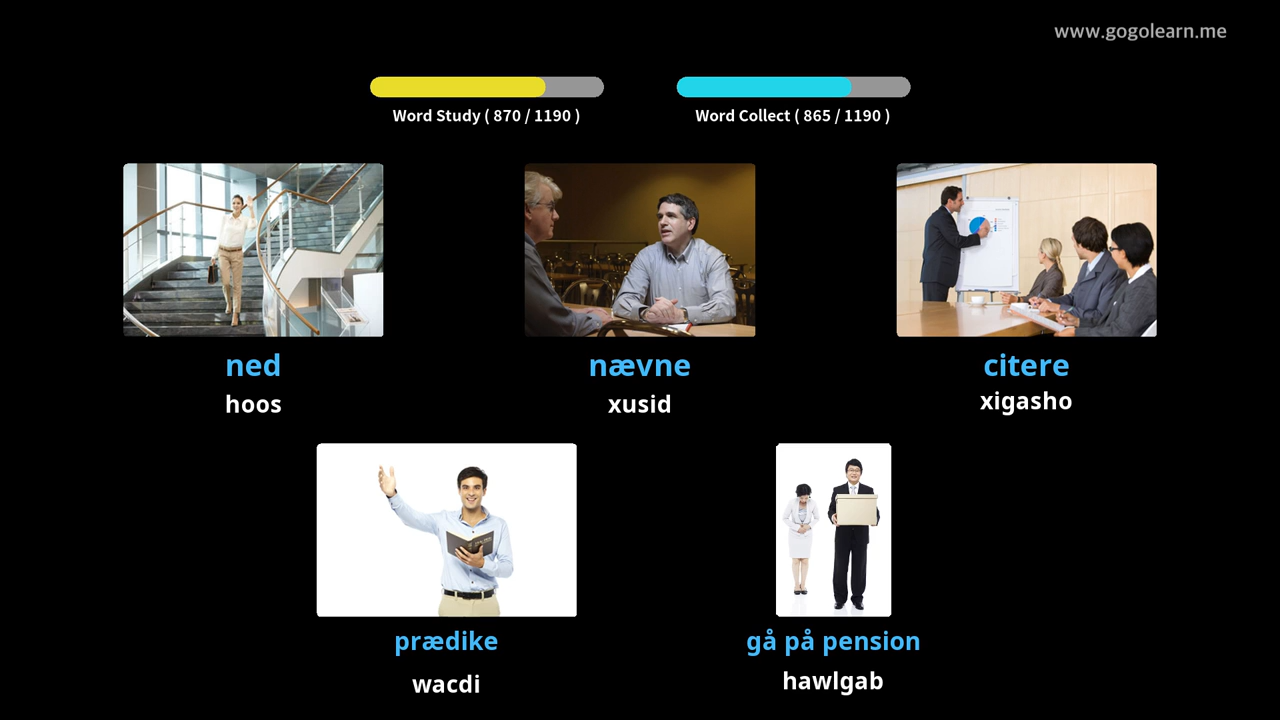 www.gogolearn.me
Word Study ( 870 / 1190 )
Word Collect ( 865 / 1190 )
ned
hoos
nævne
xusid
citere
xigasho
prædike
wacdi
gå på pension
hawlgab